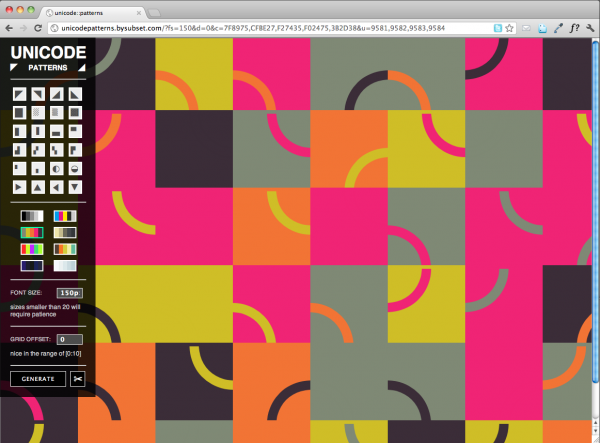 unicode::patterns
unicodepatterns.bysubset.com/?fs=150&d=0&c=7F8975,CFBE27,F27435,F02475,3B2D38&u=9581,9582,9583,9584
UNICODE
PATTERNS
FONT SIZE: 150p
sizes smaller than 20 will
require patience
GRID OFFSET: 0
nice in the range of [0:10]
GENERATE